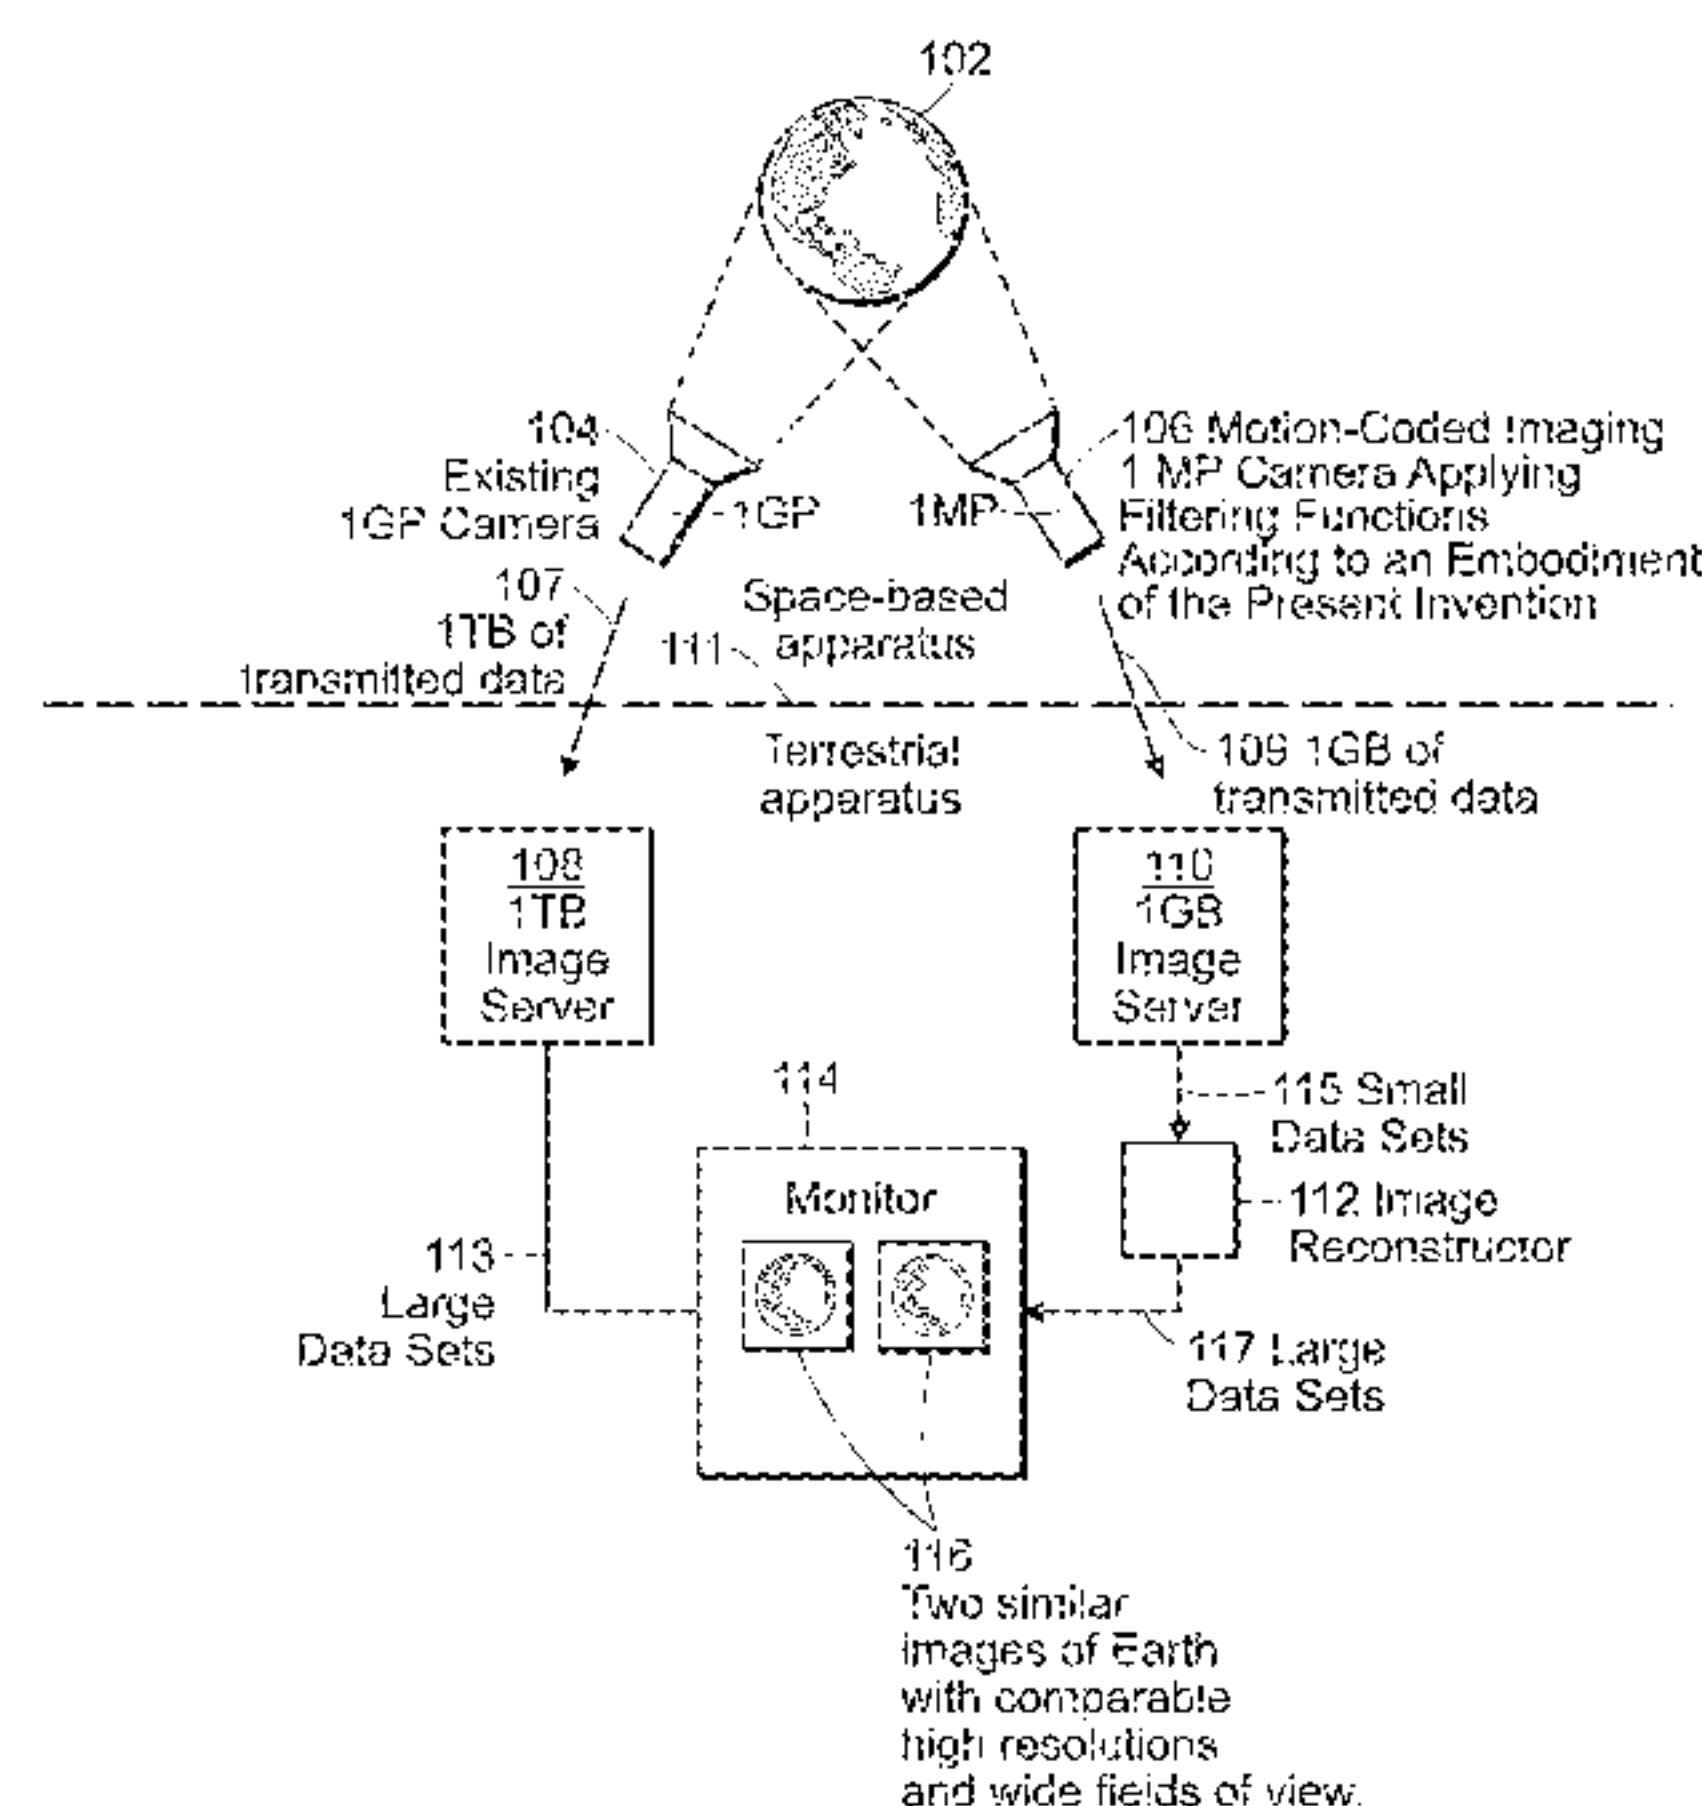 102
104
Existing
1GP Camera
1GP
1MP
106 Motion-Coded Imaging
1 MP Camera Applying
Filtering Functions
According to an Embodiment
of the Present Invention
107
1TB of
transmitted data
Space-based
apparatus
111
Terrestrial
apparatus
109 1GB of
transmitted data
108
1TB
Image
Server
110
1GB
Image
Server
114
Monitor
115 Small
Data Sets
112 Image
Reconstructor
113
Large
Data Sets
117 Large
Data Sets
116
Two similar
images of Earth
with comparable
high resolutions
and wide fields of view.